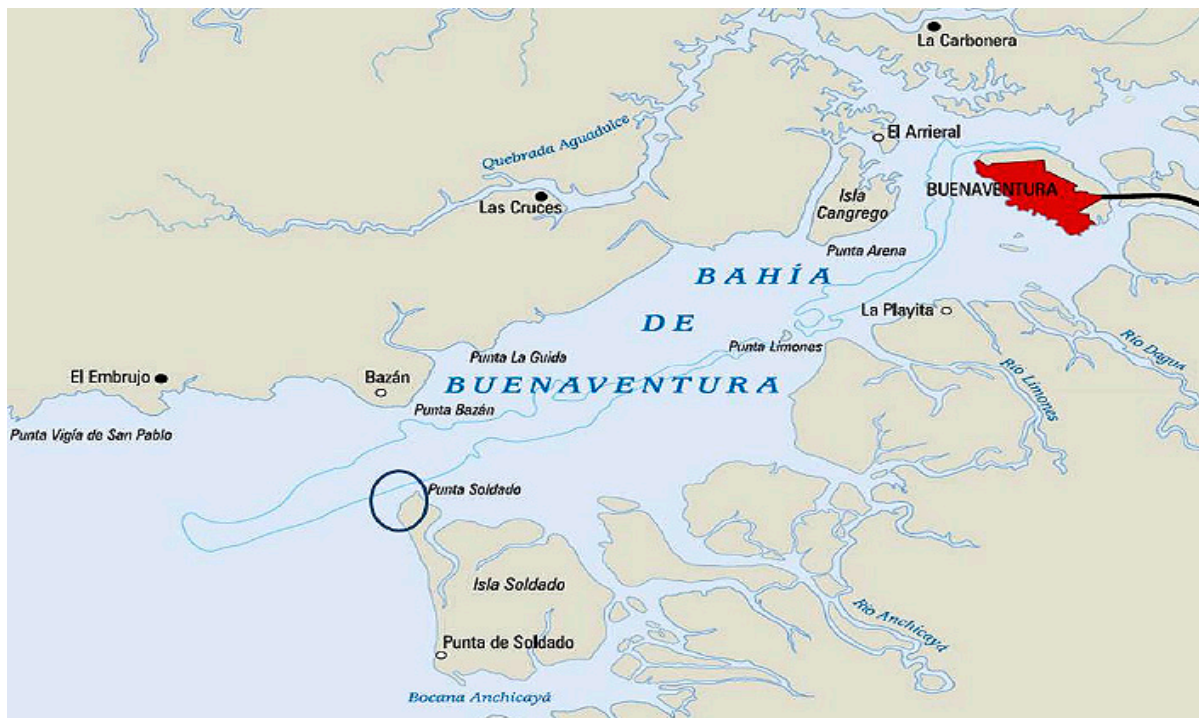 La Carbonera
El Arrieral
Quebrada Aguadulce
BUENAVENTURA
Las Cruces
Isla
Cangrego
Punta Arena
BAHÍA
DE
BUENAVENTURA
La Playita
Punta Limones
Río Dagua
Río Limones
Punta La Guida
El Embrujo
Bazán
Punta Bazán
Punta Vigía de San Pablo
Punta Soldado
Isla Soldado
Río Anchicayá
Punta de Soldado
Bocana Anchicayá